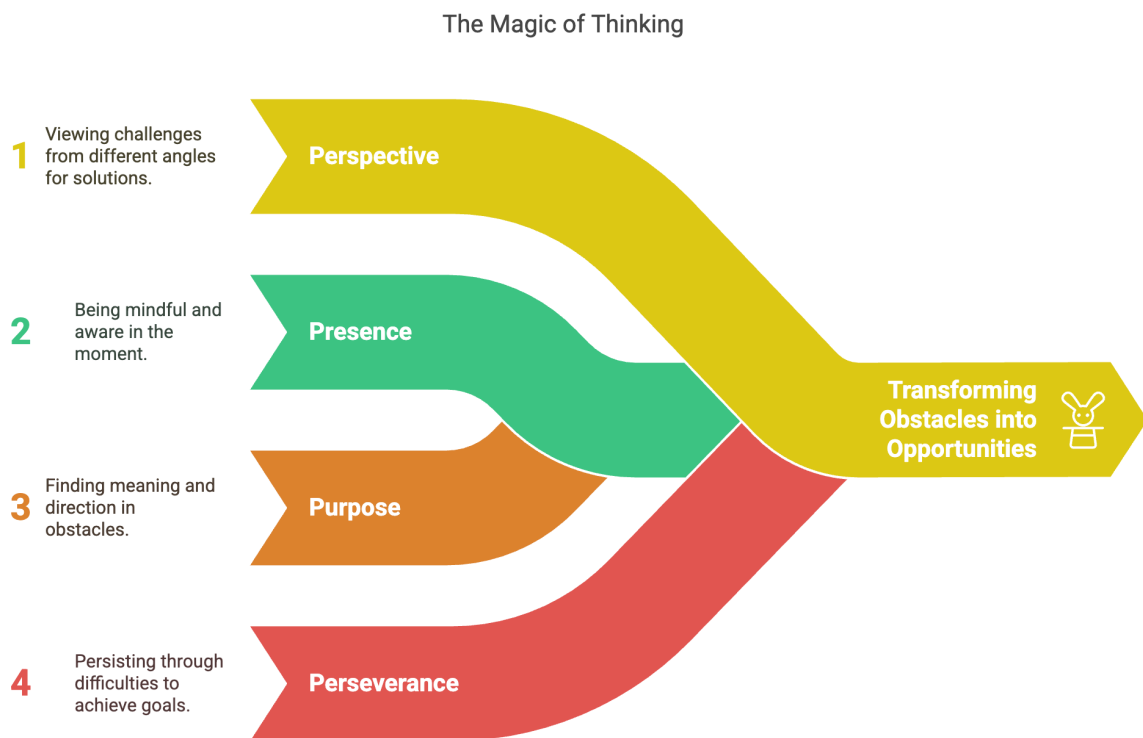 The Magic of Thinking
1
Viewing challenges
from different angles
for solutions.
Perspective
2
Being mindful and
aware in the
moment.
Presence
Transforming
Obstacles into
Opportunities
3
Finding meaning and
direction in
obstacles.
Purpose
4
Persisting through
difficulties to
achieve goals.
Perseverance